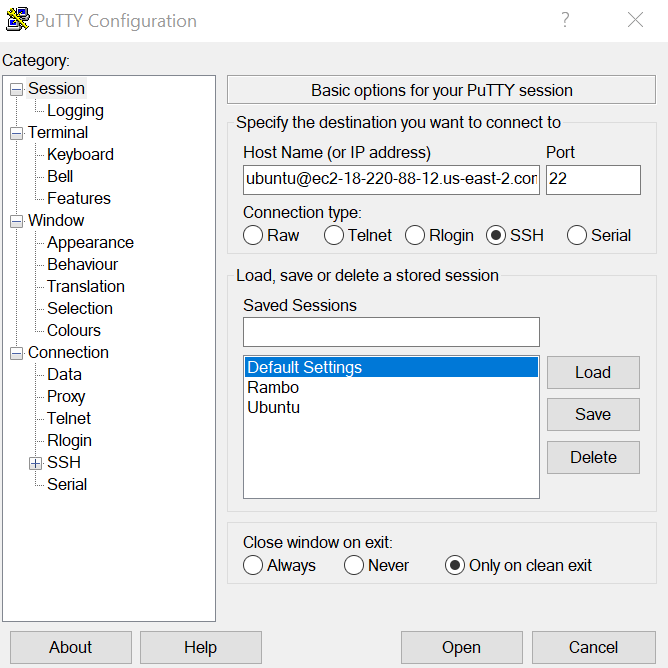 PuTTY Configuration
?
Category:
Session
Logging
Terminal
Keyboard
Bell
Features
Window
Appearance
Behaviour
Translation
Selection
Colours
Connection
Data
Proxy
Telnet
Rlogin
SSH
Serial
Basic options for your PuTTY session
Specify the destination you want to connect to
Host Name (or IP address) Port
ubuntu@ec2-18-220-88-12.us-east-2.com 22
Connection type:
Raw Telnet Rlogin SSH Serial
Load, save or delete a stored session
Saved Sessions
Default Settings
Rambo
Ubuntu
Load
Save
Delete
Close window on exit:
Always Never Only on clean exit
About Help Open Cancel